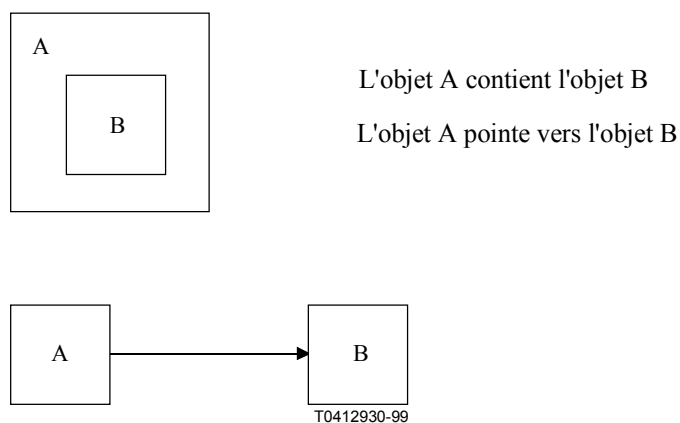 A
B
L'objet A contient l'objet B
L'objet A pointe vers l'objet B
A
B
T0412930-99